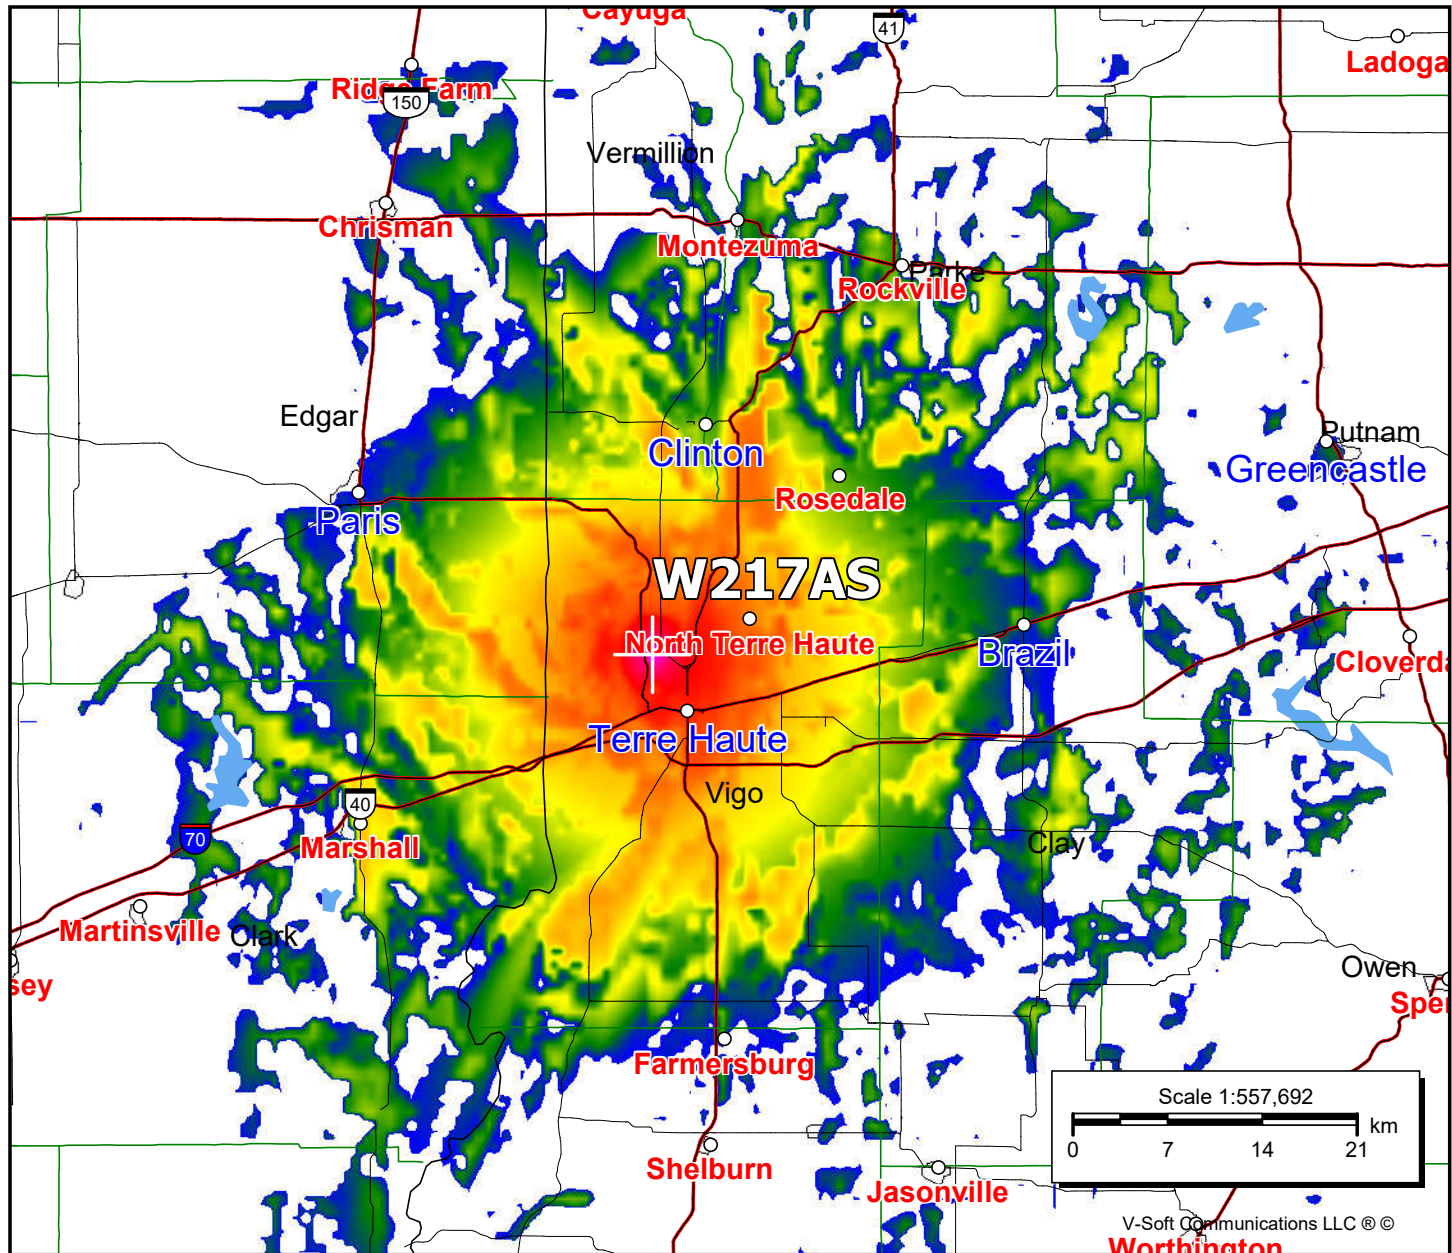 Cayuga
41
Ladoga
Ridge Farm
150
Vermillion
Chrisman
Montezuma
Parke
Rockville
Edgar
Clinton
Putnam
Greencastle
Rosedale
Paris
W217AS
North Terre Haute
Brazil
Cloverda
Terre Haute
Vigo
40
70
Marshall
Clay
Martinsville
Clark
Owen
sey
Spen
Farmersburg
Scale 1:557,692
km
0 7 14 21
Shelburn
Jasonville
V-Soft Communications LLC ® ©
Worthington